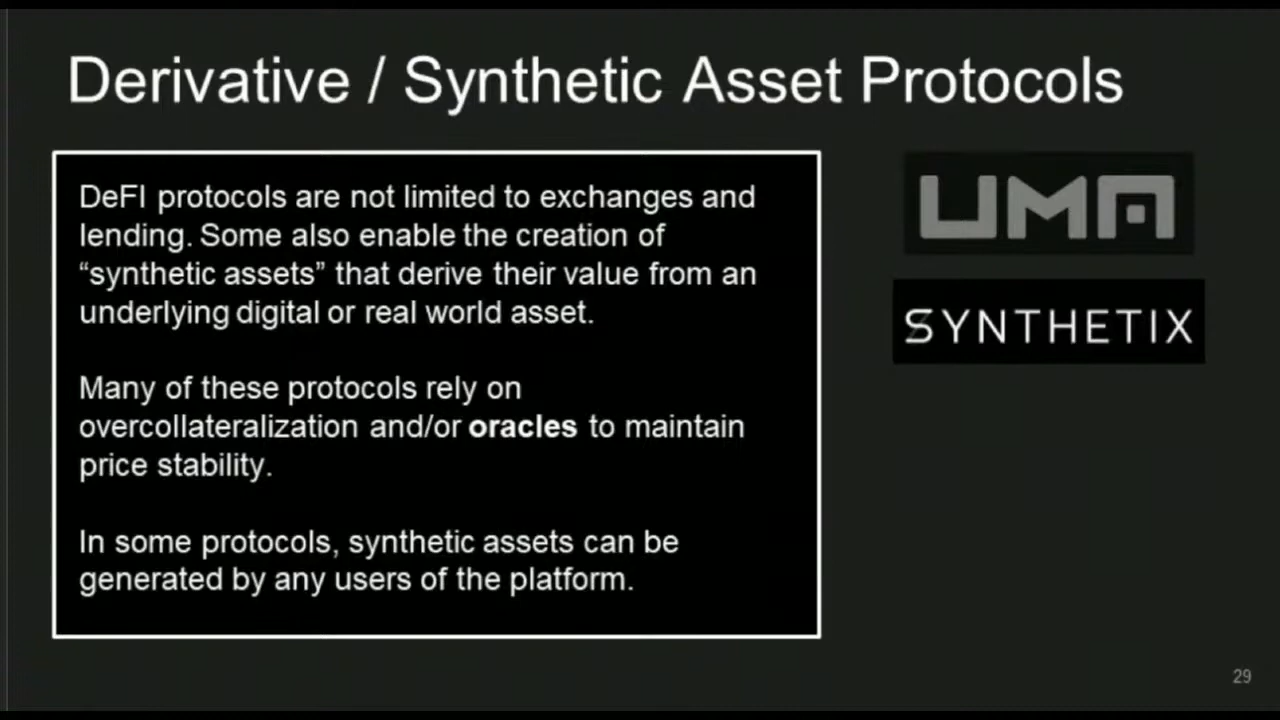 Derivative / Synthetic Asset Protocols
DeFI protocols are not limited to exchanges and
lending. Some also enable the creation of
“synthetic assets” that derive their value from an
underlying digital or real world asset.
Many of these protocols rely on
overcollateralization and/or oracles to maintain
price stability.
In some protocols, synthetic assets can be
generated by any users of the platform.
UMA
SYNTHETIX
29